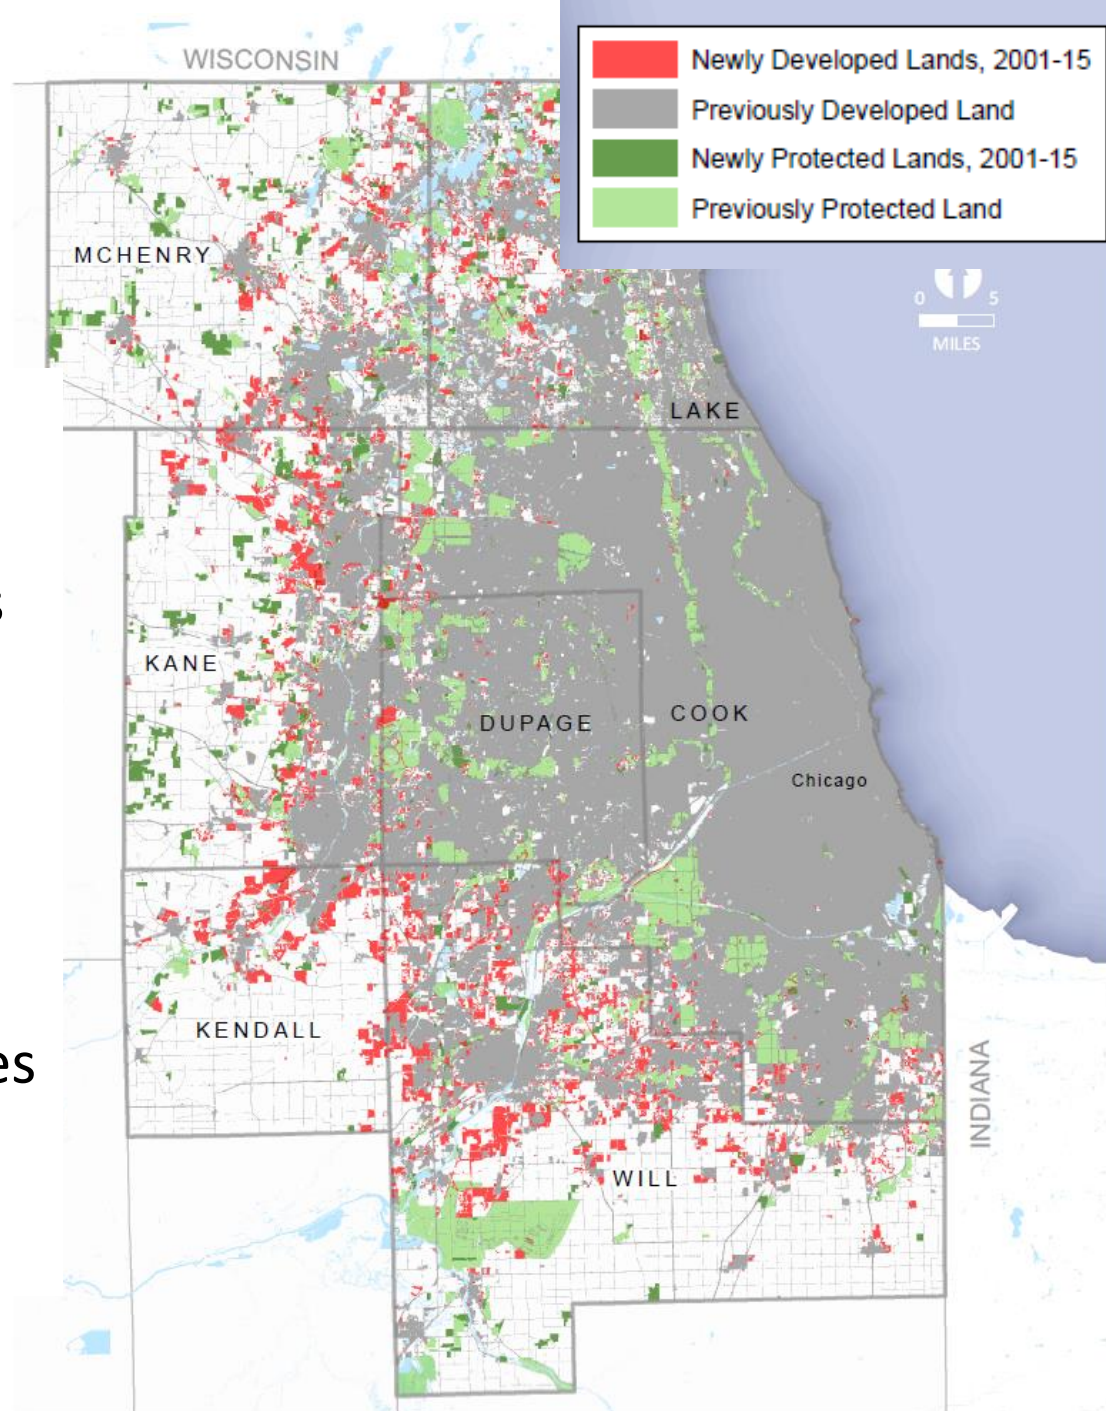 WISCONSIN
Newly Developed Lands, 2001-15
Previously Developed Land
Newly Protected Lands, 2001-15
Previously Protected Land
MCHENRY
0 5
MILES
LAKE
s
KANE
DUPAGE
COOK
Chicago
KENDALL
es
INDIANA
WILL